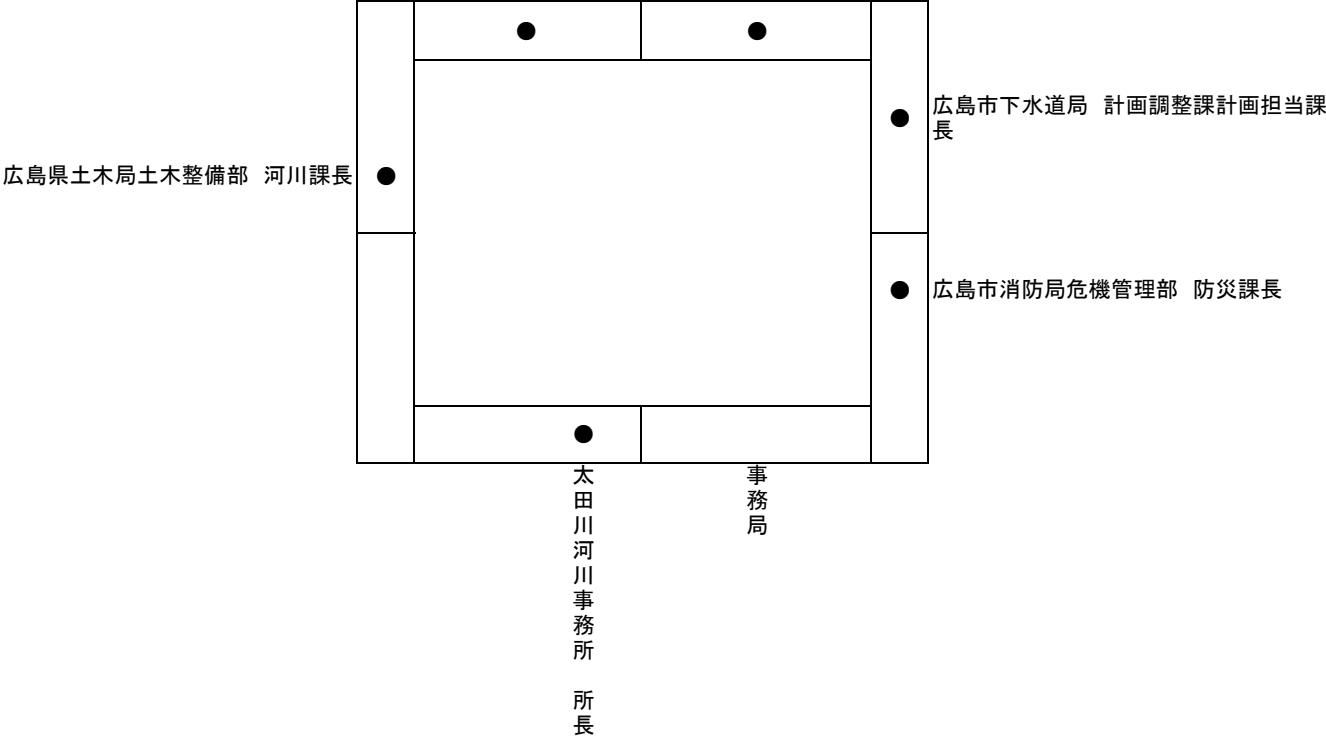 広島市下水道局　計画調整課計画担当課
長
広島県土木局土木整備部　河川課長
広島市消防局危機管理部　防災課長
太田川河川事務所　所長
事務局